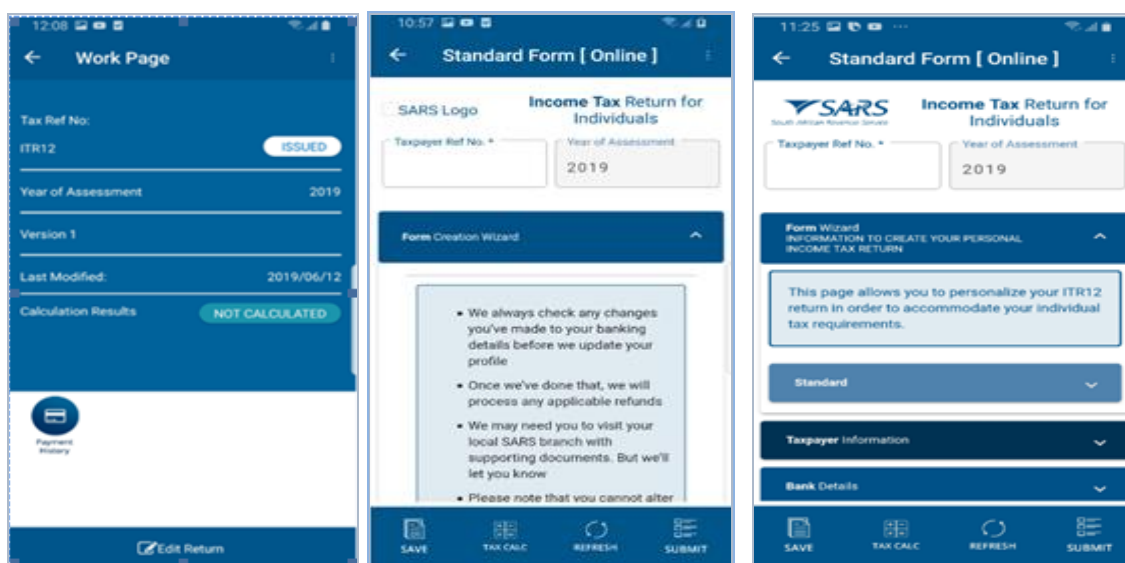 12:08
Work Page
Tax Ref No:
ITR12
ISSUED
Year of Assessment
2019
Version 1
Last Modified:
2019/06/12
Calculation Results
NOT CALCULATED
Payment
History
Edit Return
10:57
Standard Form [ Online ]
SARS Logo
Income Tax Return for
Individuals
Taxpayer Ref No. *
Year of Assessment
2019
Form Creation Wizard
• We always check any changes
you've made to your banking
details before we update your
profile
• Once we've done that, we will
process any applicable refunds
• We may need you to visit your
local SARS branch with
supporting documents. But we'll
let you know
• Please note that you cannot alter
SAVE
TAX CALC
REFRESH
SUBMIT
11:25
Standard Form [ Online ]
SARS
South African Revenue Service
Income Tax Return for
Individuals
Taxpayer Ref No. *
Year of Assessment
2019
Form Wizard
INFORMATION TO CREATE YOUR PERSONAL
INCOME TAX RETURN
This page allows you to personalize your ITR12
return in order to accommodate your individual
tax requirements.
Standard
Taxpayer Information
Bank Details
SAVE
TAX CALC
REFRESH
SUBMIT